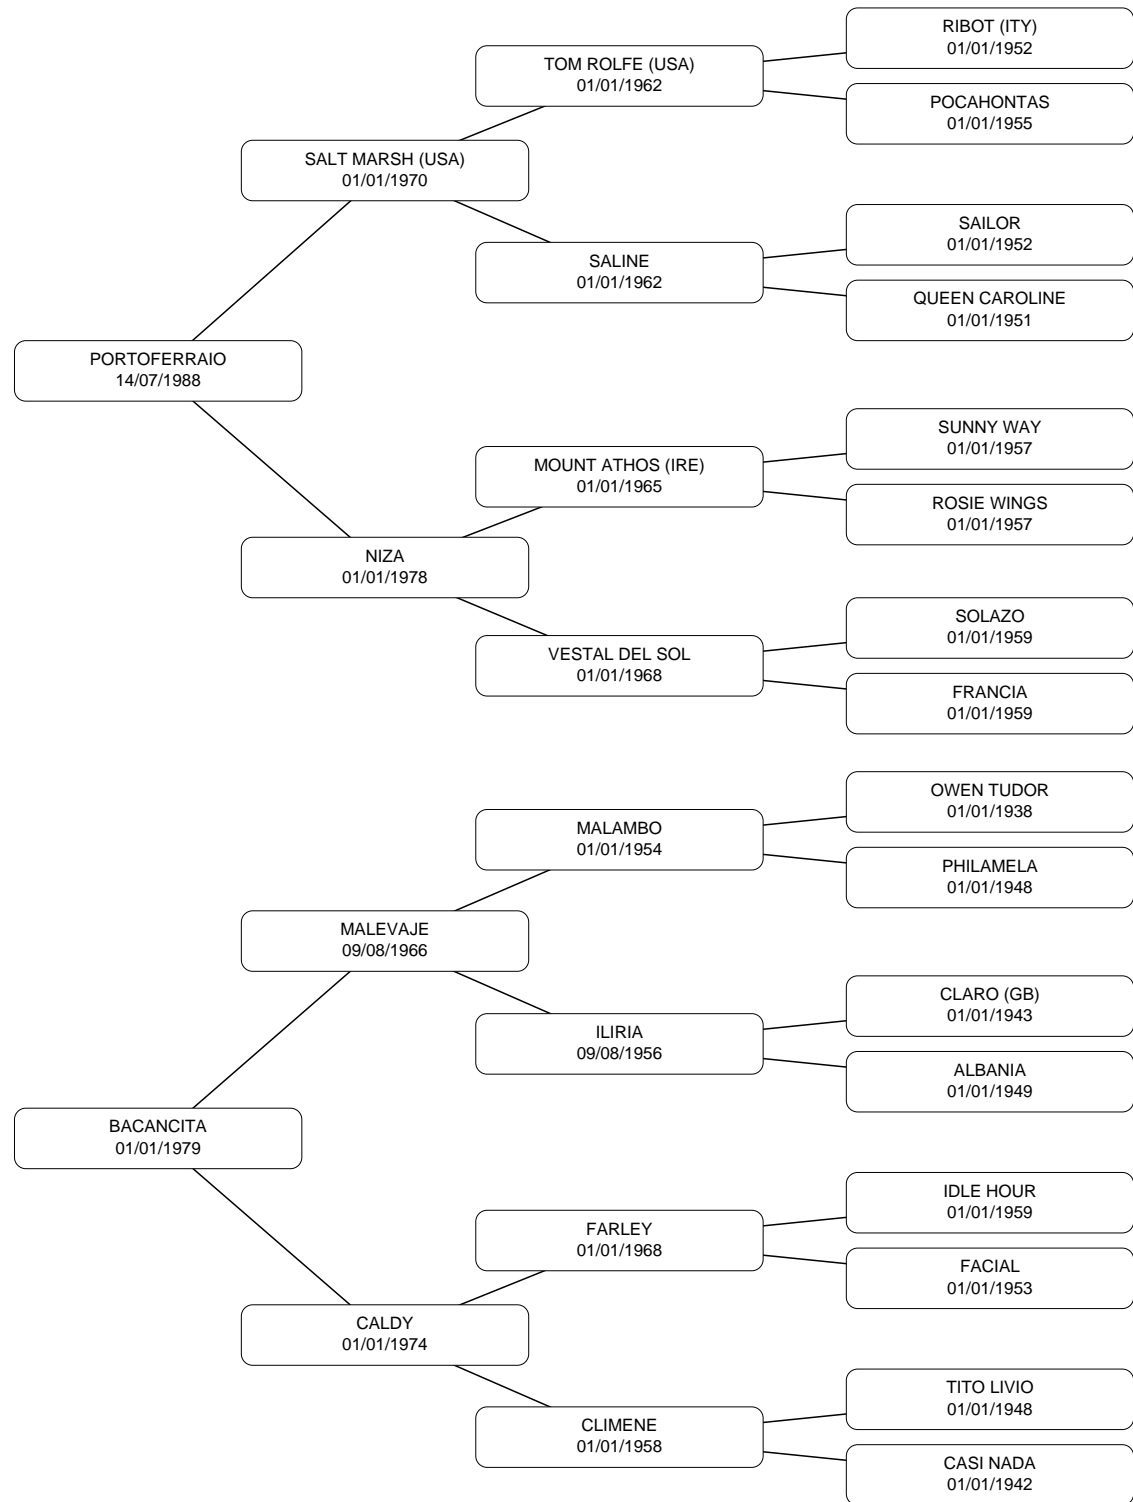 RIBOT (ITY)
01/01/1952
TOM ROLFE (USA)
01/01/1962
POCAHONTAS
01/01/1955
SALT MARSH (USA)
01/01/1970
SAILOR
01/01/1952
SALINE
01/01/1962
QUEEN CAROLINE
01/01/1951
PORTOFERRAIO
14/07/1988
SUNNY WAY
01/01/1957
MOUNT ATHOS (IRE)
01/01/1965
ROSIE WINGS
01/01/1957
NIZA
01/01/1978
SOLAZO
01/01/1959
VESTAL DEL SOL
01/01/1968
FRANCIA
01/01/1959
OWEN TUDOR
01/01/1938
MALAMBO
01/01/1954
PHILAMELA
01/01/1948
MALEVAJE
09/08/1966
CLARO (GB)
01/01/1943
ILIRIA
09/08/1956
ALBANIA
01/01/1949
BACANCITA
01/01/1979
IDLE HOUR
01/01/1959
FARLEY
01/01/1968
FACIAL
01/01/1953
CALDY
01/01/1974
TITO LIVIO
01/01/1948
CLIMENE
01/01/1958
CASI NADA
01/01/1942